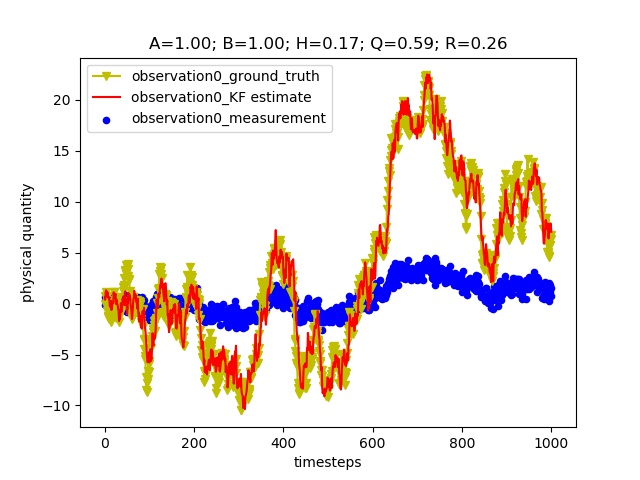 A=1.00; B=1.00; H=0.17; Q=0.59; R=0.26
observation0_ground_truth
observation0_KF estimate
observation0_measurement
physical quantity
20
15
10
5
0
−5
−10
0 200 400 600 800 1000
timesteps